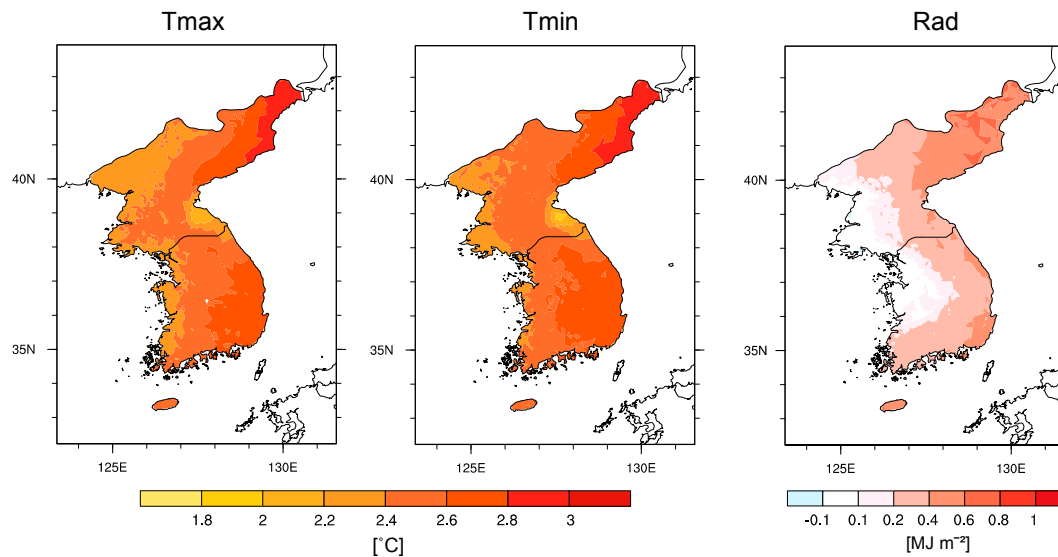 Tmax Tmin Rad
40N 40N 40N
35N 35N 35N
125E 130E 125E 130E 125E 130E
1.8 2 2.2 2.4 2.6 2.8 3 -0.1 0.1 0.2 0.4 0.6 0.8 1
[˚C] [MJ m⁻²]